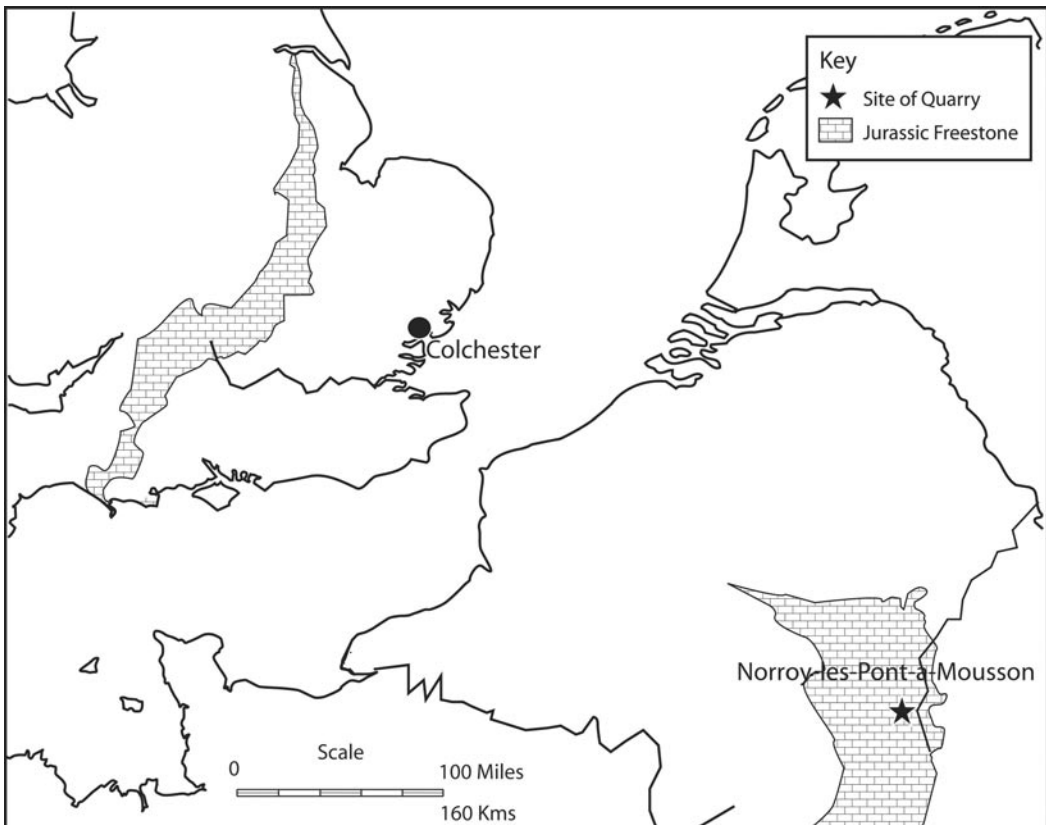 Key
Site of Quarry
Jurassic Freestone
Colchester
Norroy-les-Pont-a-Mousson
Scale
0
100 Miles
160 Kms